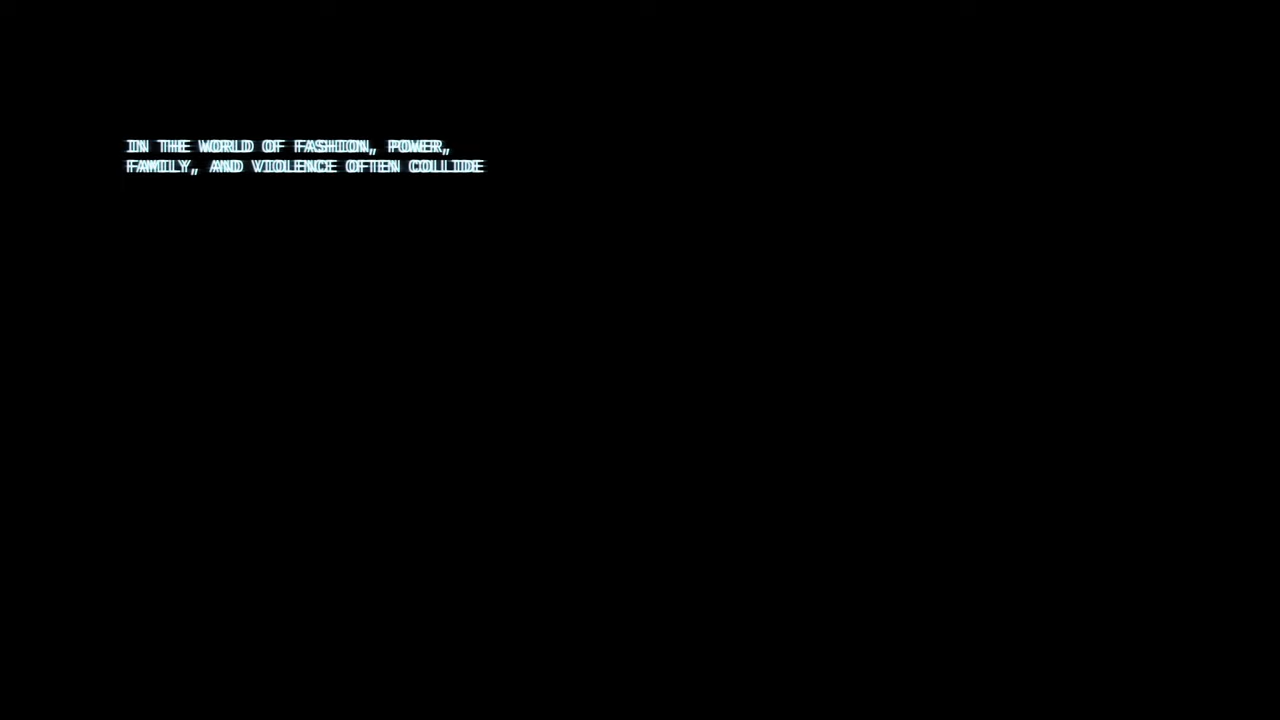 IN THE WORLD OF FASHION, POWER,
FAMILY, AND VIOLENCE OFTEN COLLIDE